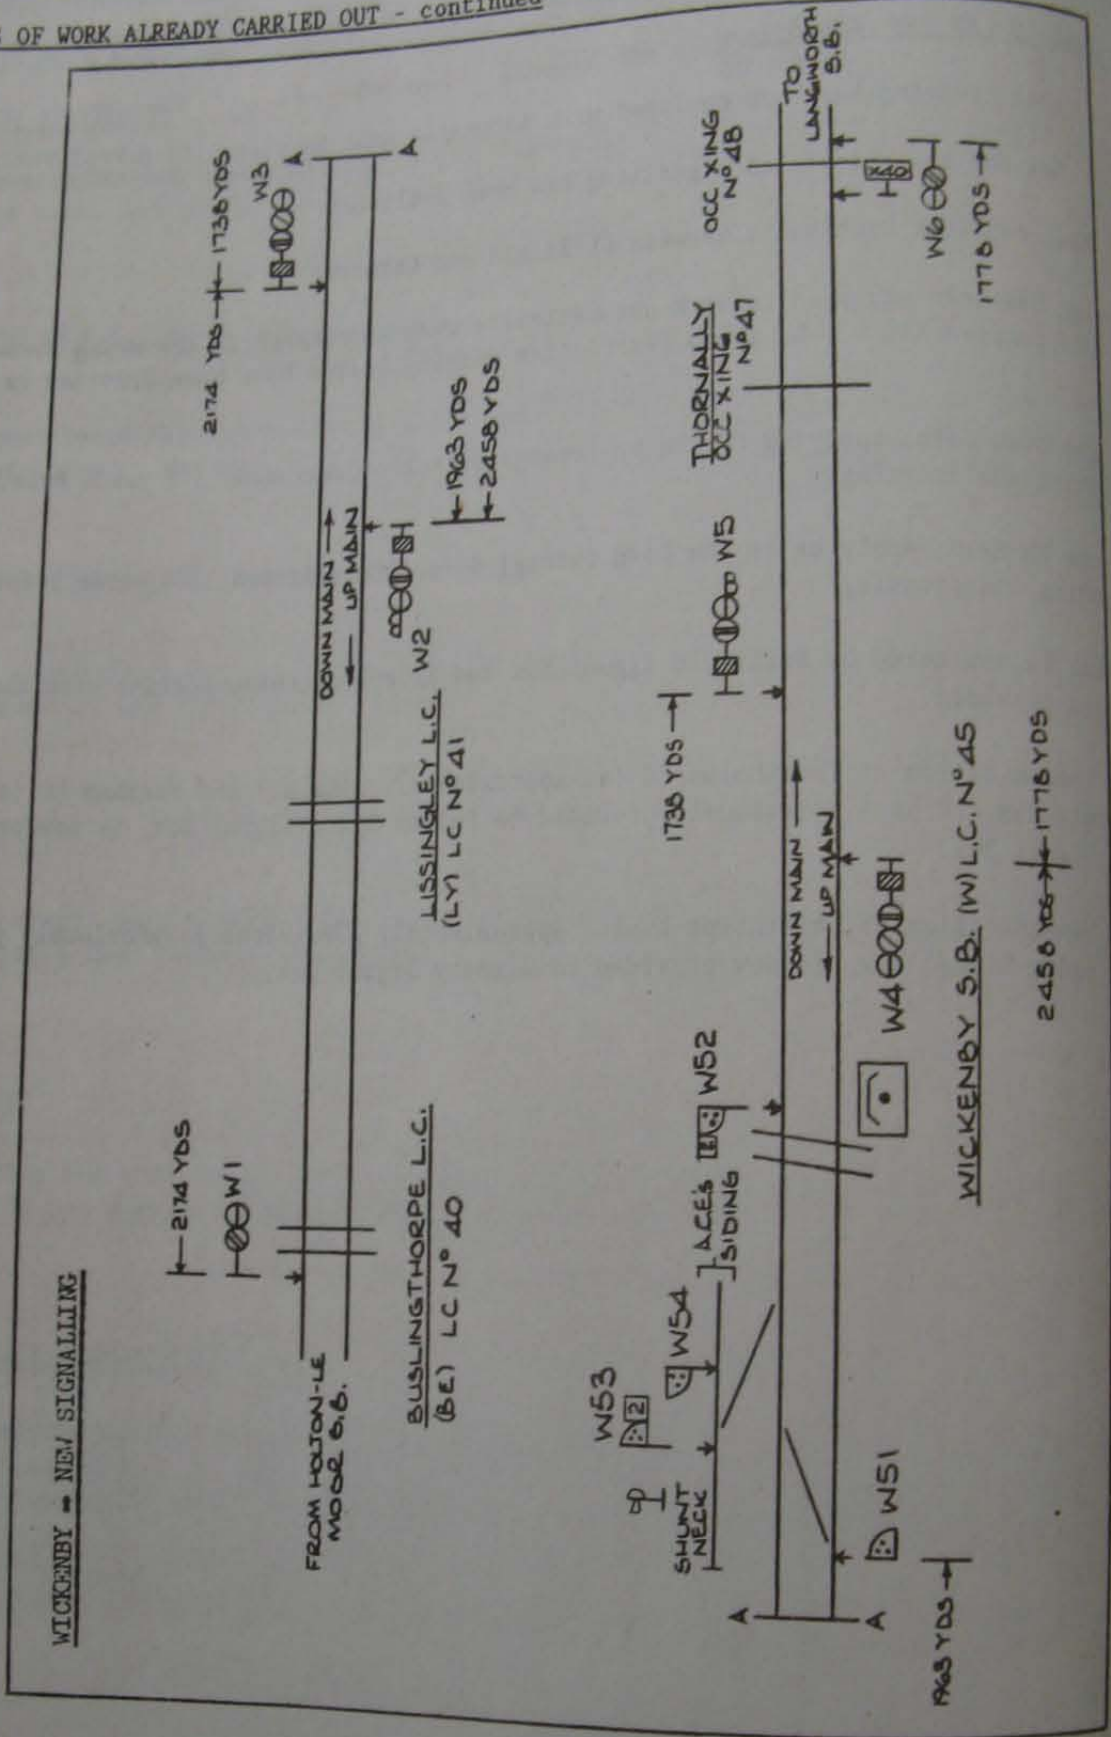 OF WORK ALREADY CARRIED OUT - continued
WICKENBY - NEW SIGNALLING
2174 YDS
W1
FROM HOLTON-LE
MOOR S.B.
BUSLINGTHORPE L.C.
(BE) LC Nº 40
DOWN MAIN
UP MAIN
LISSINGLEY L.C.
(LY) LC Nº 41
W2
1963 YDS
2458 YDS
2174 YDS
1738 YDS
W3
A
A
A
A
1963 YDS
SHUNT
NECK
W53
2
W54
W51
ACE'S
SIDING
W52
DOWN MAIN
UP MAIN
W4
WICKENBY S.B. (W) L.C. Nº 45
2458 YDS
1778 YDS
1738 YDS
W5
THORNALLY
OCC XING
Nº 47
OCC XING
Nº 48
TO
LANGWORTH
S.B.
X40
W6
1778 YDS